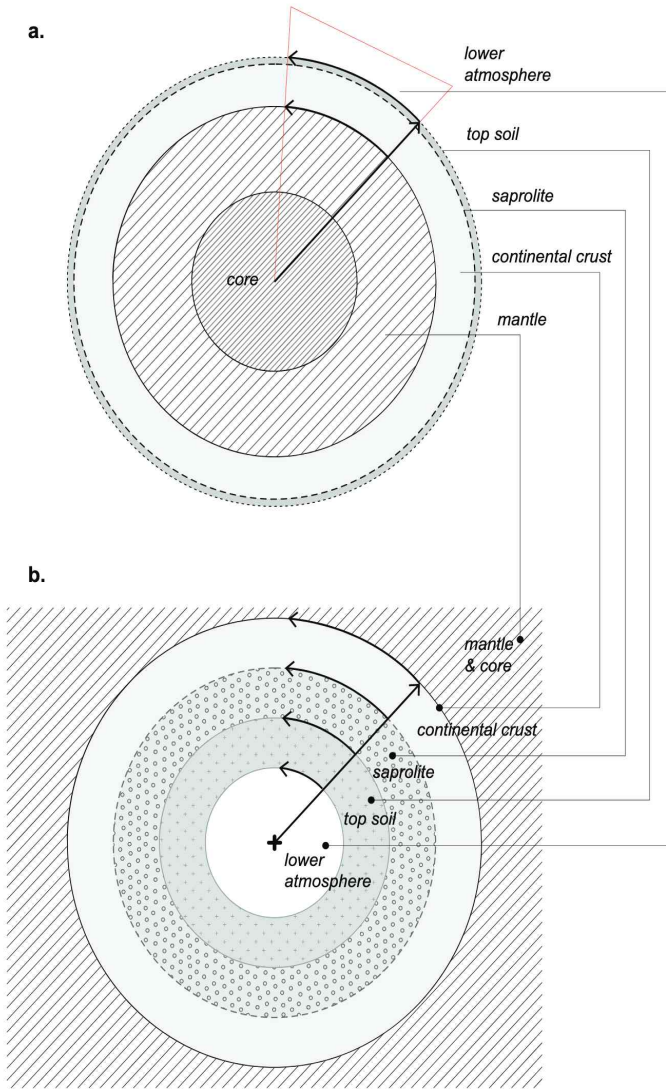 a.
lower
atmosphere
top soil
saprolite
continental crust
core
mantle
b.
mantle
& core
continental crust
saprolite
top soil
lower
atmosphere